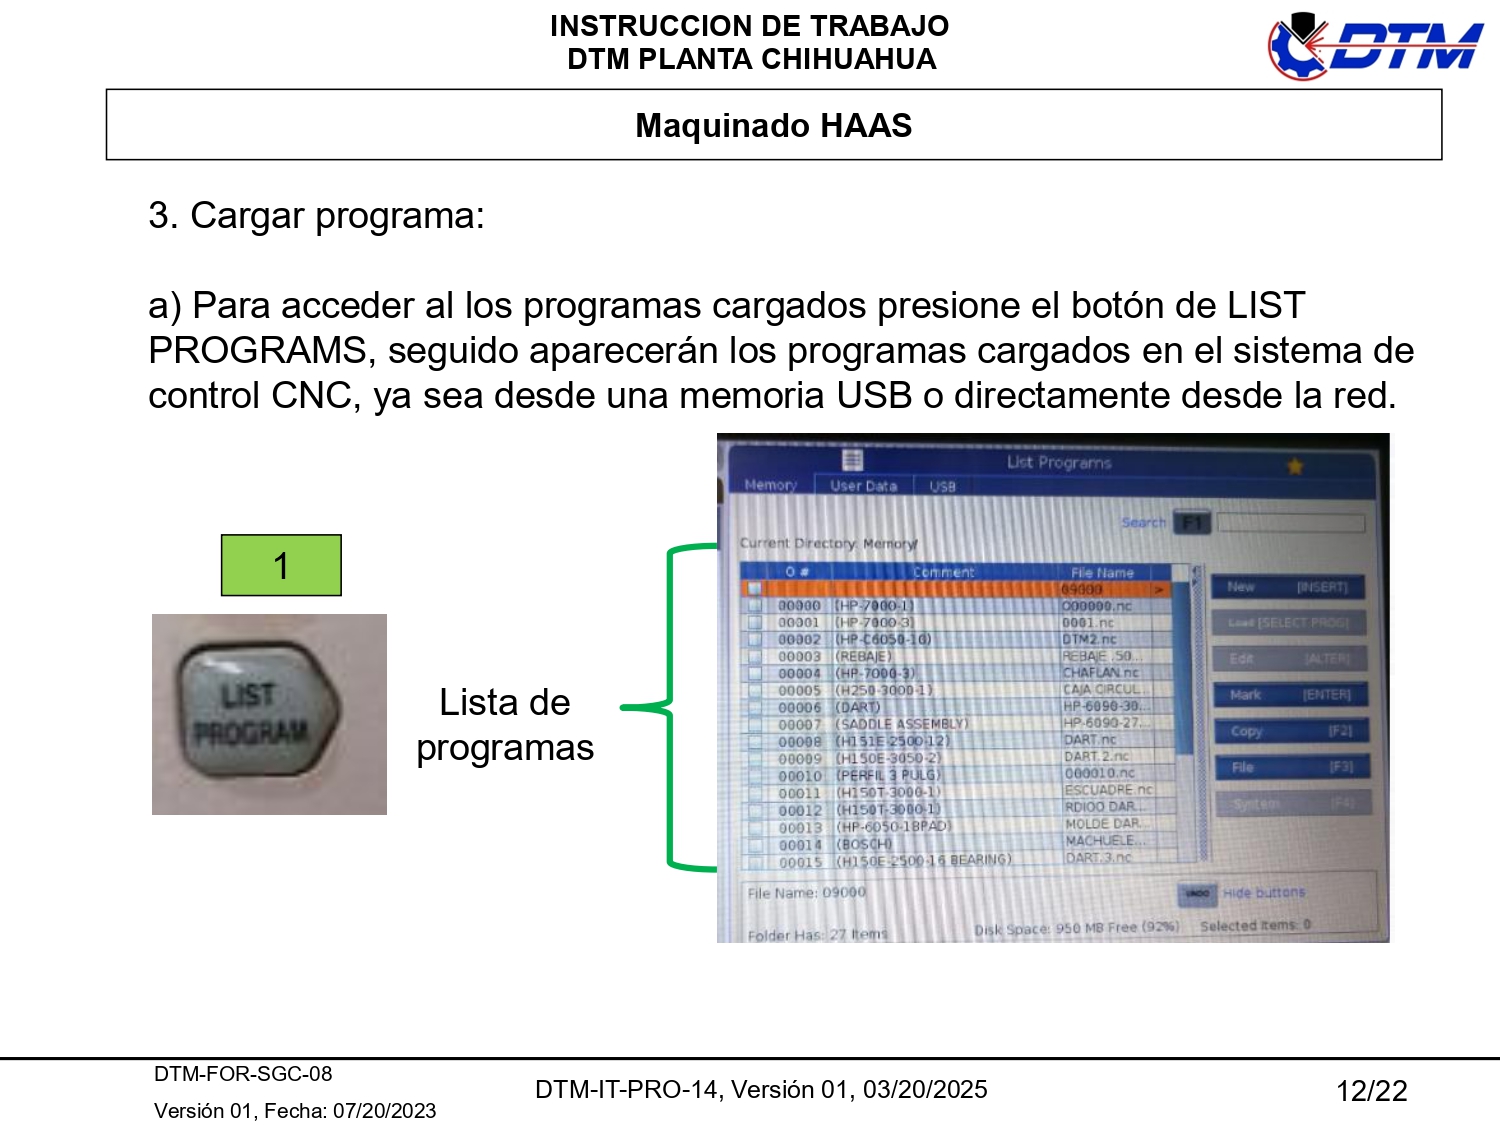 INSTRUCCION DE TRABAJO
DTM PLANTA CHIHUAHUA
DTM
Maquinado HAAS
3. Cargar programa:
a) Para acceder al los programas cargados presione el botón de LIST
PROGRAMS, seguido aparecerán los programas cargados en el sistema de
control CNC, ya sea desde una memoria USB o directamente desde la red.
1
LIST
PROGRAM
Lista de
programas
List Programs
Memory User Data USB
Search F1
Current Directory: Memory/
O # Comment File Name
09000 >
00000 (HP-7000-1) O00000.nc
00001 (HP-7000-3) 0001.nc
00002 (HP-C6050-16) DTM2.nc
00003 (REBAJE) REBAJE .50...
00004 (HP-7000-3) CHAFLAN.nc
00005 (H250-3000-1) CAJA CIRCUL...
00006 (DART) HP-6090-30...
00007 (SADDLE ASSEMBLY) HP-6090-27...
00008 (H151E-2500-12) DART.nc
00009 (H150E-3050-2) DART.2.nc
00010 (PERFIL 3 PULG) 000010.nc
00011 (H150T-3000-1) ESCUADRE.nc
00012 (H150T-3000-1) RDIOO DAR...
00013 (HP-6050-18PAD) MOLDE DAR...
00014 (BOSCH) MACHUELE...
00015 (H150E-2500-16 BEARING) DART.3.nc
New [INSERT]
Load [SELECT PROG]
Edit [ALTER]
Mark [ENTER]
Copy [F2]
File [F3]
System [F4]
File Name: 09000
UNDO Hide buttons
Folder Has: 27 Items Disk Space: 950 MB Free (92%) Selected Items: 0
DTM-FOR-SGC-08
Versión 01, Fecha: 07/20/2023
DTM-IT-PRO-14, Versión 01, 03/20/2025
12/22